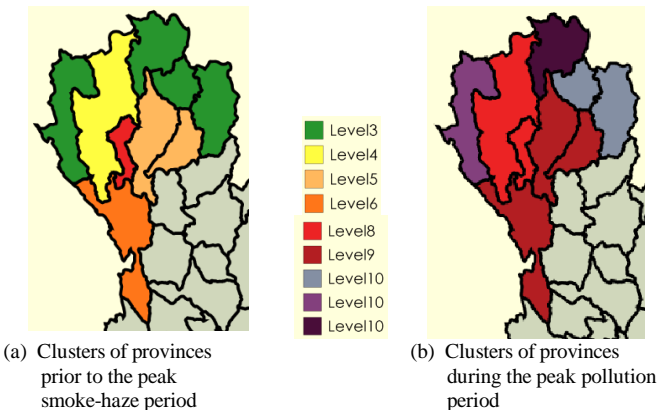 Level3
Level4
Level5
Level6
Level8
Level9
Level10
Level10
Level10
(a) Clusters of provinces
prior to the peak
smoke-haze period
(b) Clusters of provinces
during the peak pollution
period